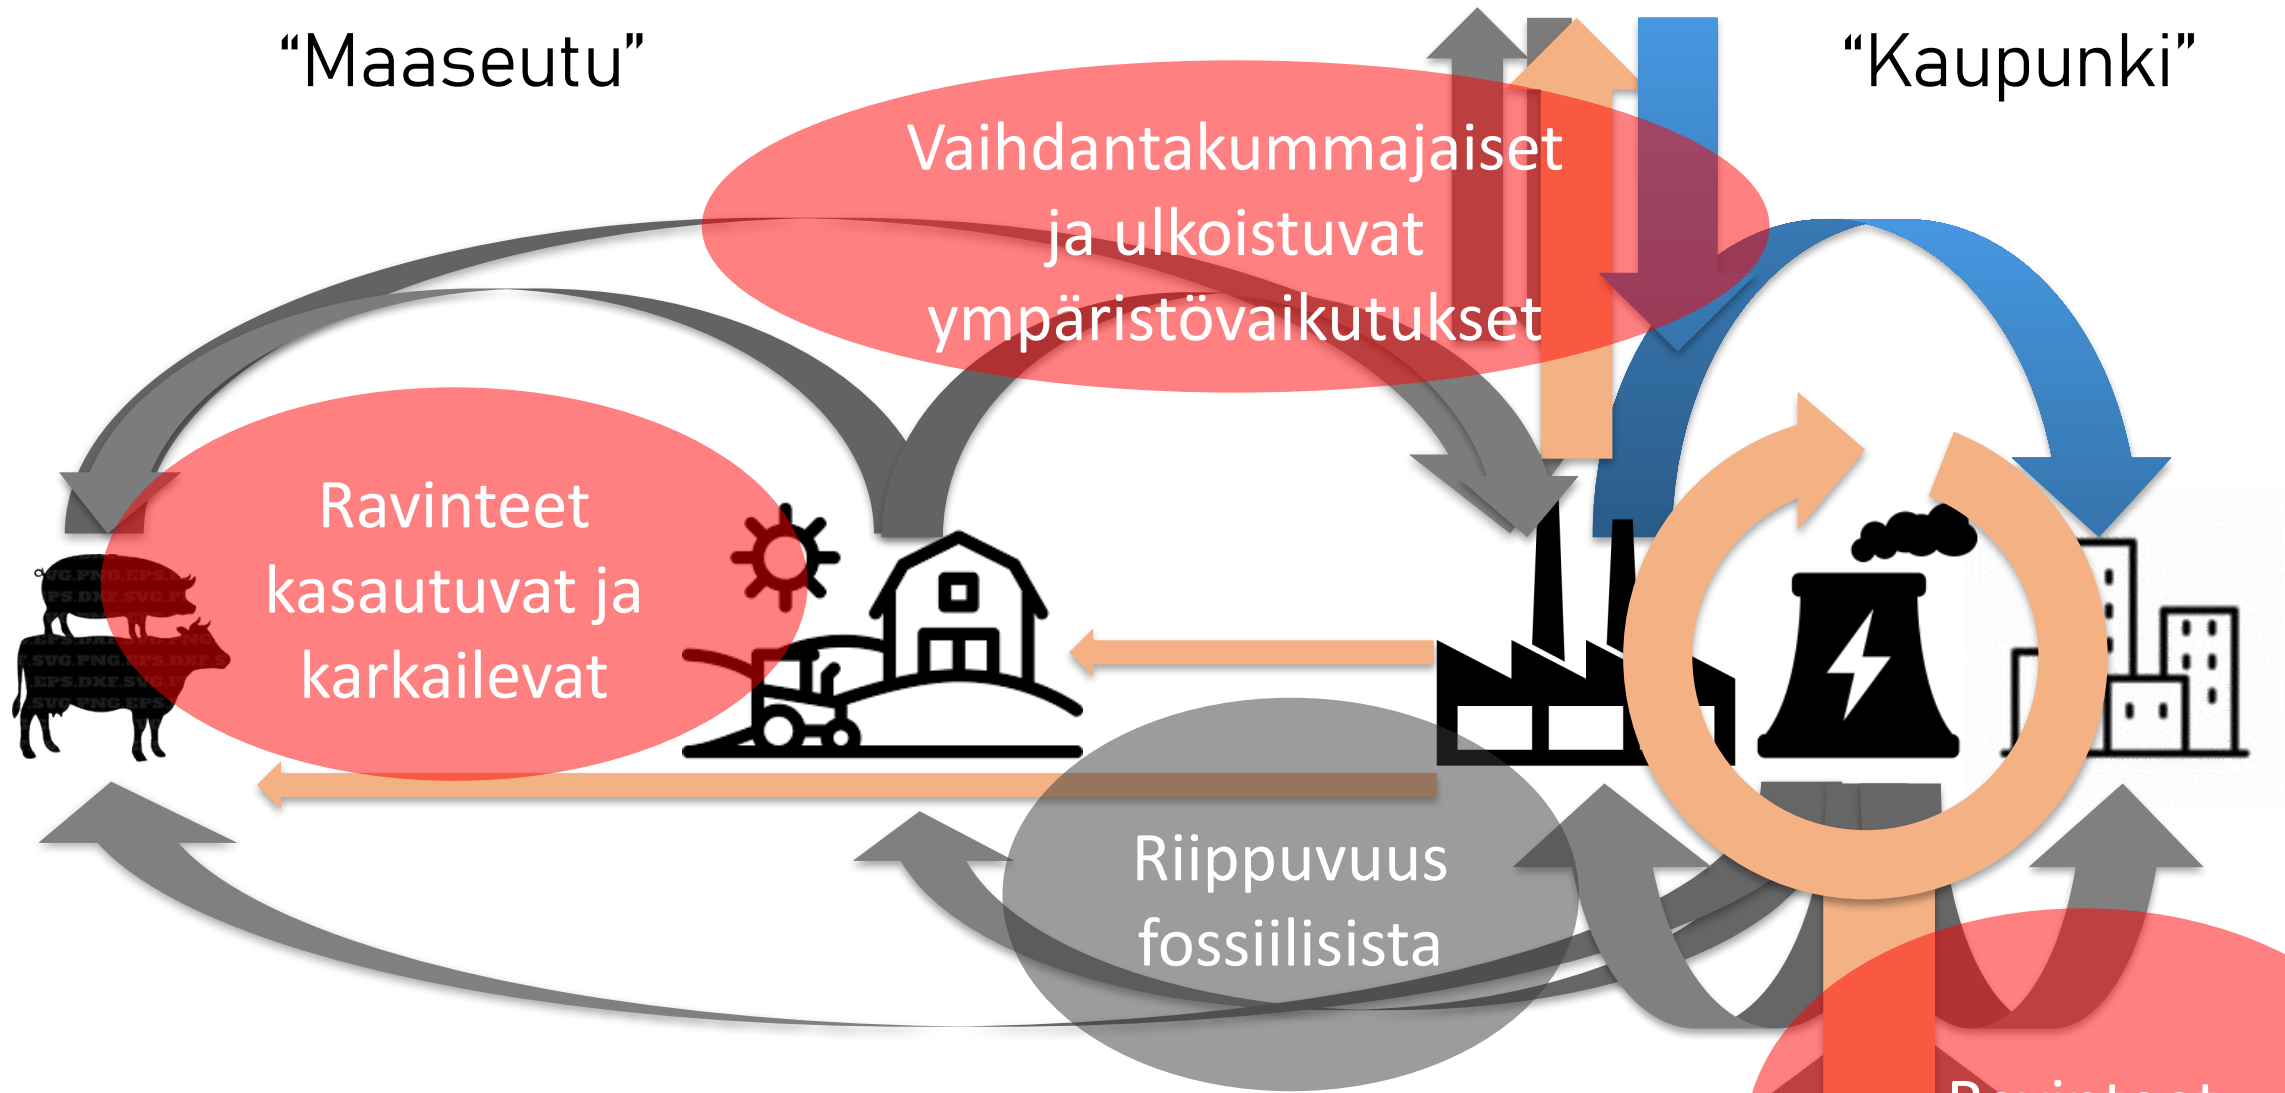 “Maaseutu”
“Kaupunki”
Vaihdantakummajaiset
ja ulkoistuvat
ympäristövaikutukset
Ravinteet
kasautuvat ja
karkailevat
Riippuvuus
fossiilisista